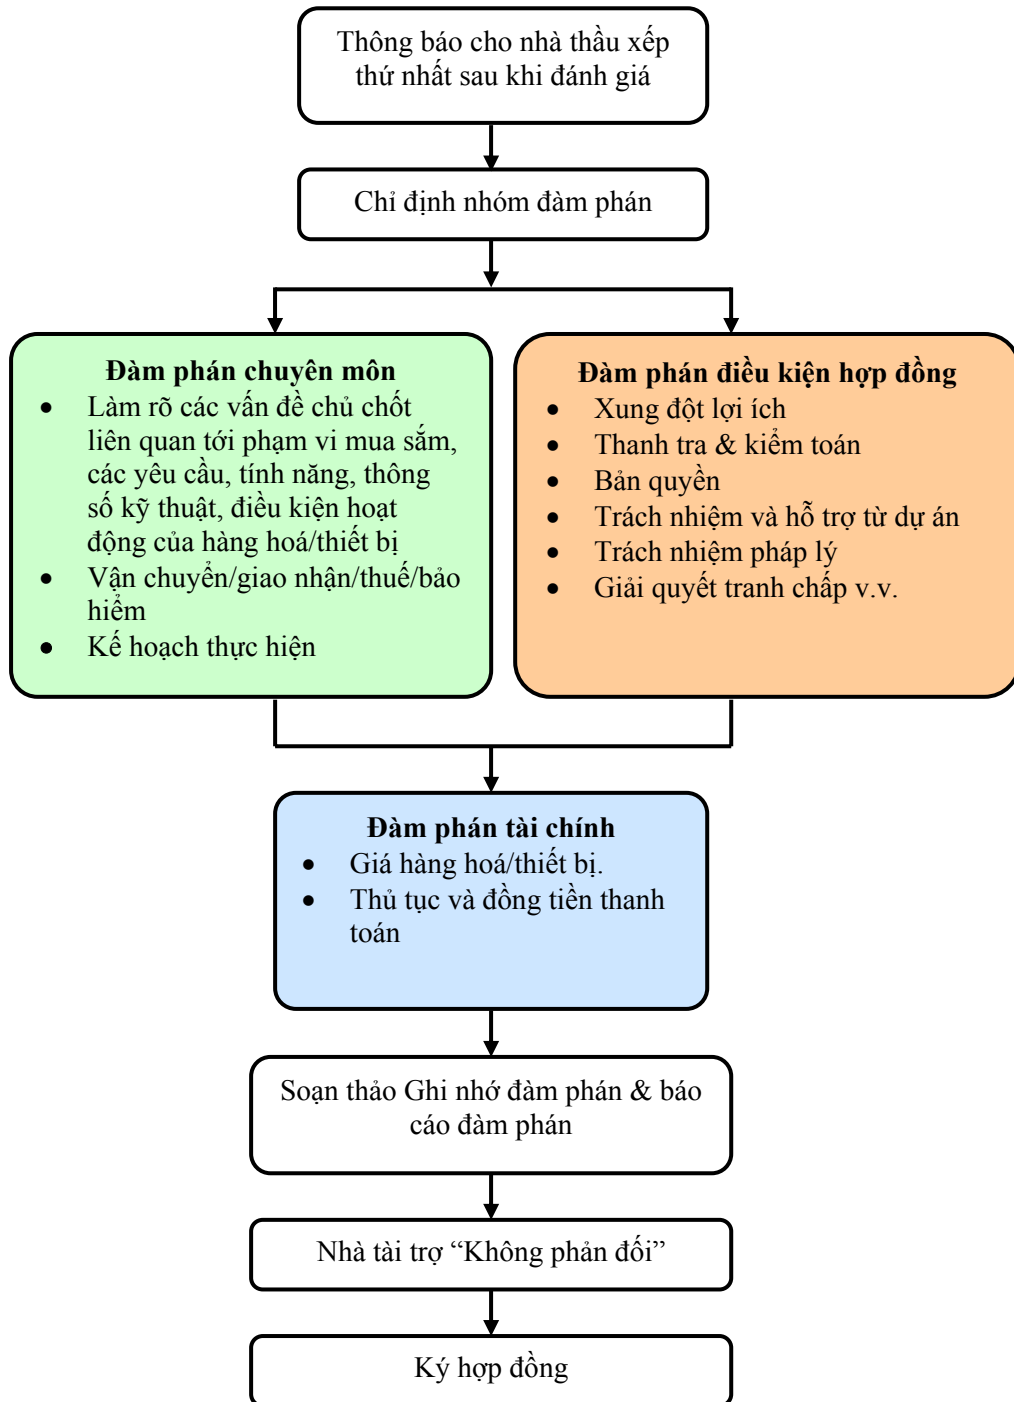 Thông báo cho nhà thầu xếp
thứ nhất sau khi đánh giá
Chỉ định nhóm đàm phán
Đàm phán chuyên môn
• Làm rõ các vấn đề chủ chốt
liên quan tới phạm vi mua sắm,
các yêu cầu, tính năng, thông
số kỹ thuật, điều kiện hoạt
động của hàng hoá/thiết bị
• Vận chuyển/giao nhận/thuế/bảo
hiểm
• Kế hoạch thực hiện
Đàm phán điều kiện hợp đồng
• Xung đột lợi ích
• Thanh tra & kiểm toán
• Bản quyền
• Trách nhiệm và hỗ trợ từ dự án
• Trách nhiệm pháp lý
• Giải quyết tranh chấp v.v.
Đàm phán tài chính
• Giá hàng hoá/thiết bị.
• Thủ tục và đồng tiền thanh
toán
Soạn thảo Ghi nhớ đàm phán & báo
cáo đàm phán
Nhà tài trợ “Không phản đối”
Ký hợp đồng